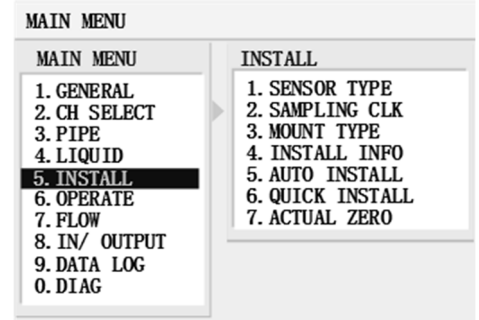 MAIN MENU
MAIN MENU
1. GENERAL
2. CH SELECT
3. PIPE
4. LIQUID
5. INSTALL
6. OPERATE
7. FLOW
8. IN/ OUTPUT
9. DATA LOG
0. DIAG
INSTALL
1. SENSOR TYPE
2. SAMPLING CLK
3. MOUNT TYPE
4. INSTALL INFO
5. AUTO INSTALL
6. QUICK INSTALL
7. ACTUAL ZERO